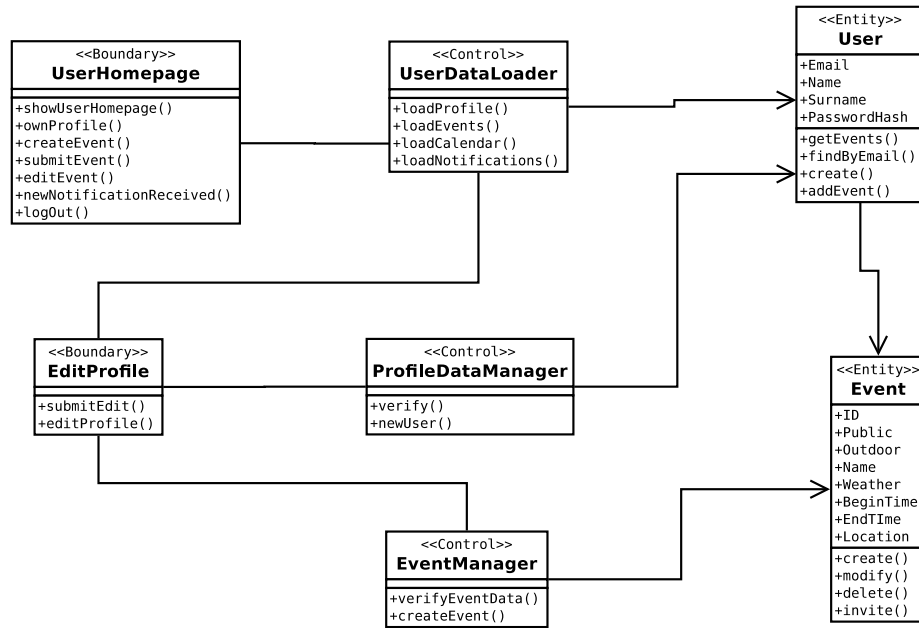 <<Boundary>>
UserHomepage
+showUserHomepage()
+ownProfile()
+createEvent()
+submitEvent()
+editEvent()
+newNotificationReceived()
+logOut()
<<Control>>
UserDataLoader
+loadProfile()
+loadEvents()
+loadCalendar()
+loadNotifications()
<<Entity>>
User
+Email
+Name
+Surname
+PasswordHash
+getEvents()
+findByEmail()
+create()
+addEvent()
<<Boundary>>
EditProfile
+submitEdit()
+editProfile()
<<Control>>
ProfileDataManager
+verify()
+newUser()
<<Entity>>
Event
+ID
+Public
+Outdoor
+Name
+Weather
+BeginTime
+EndTIme
+Location
+create()
+modify()
+delete()
+invite()
<<Control>>
EventManager
+verifyEventData()
+createEvent()